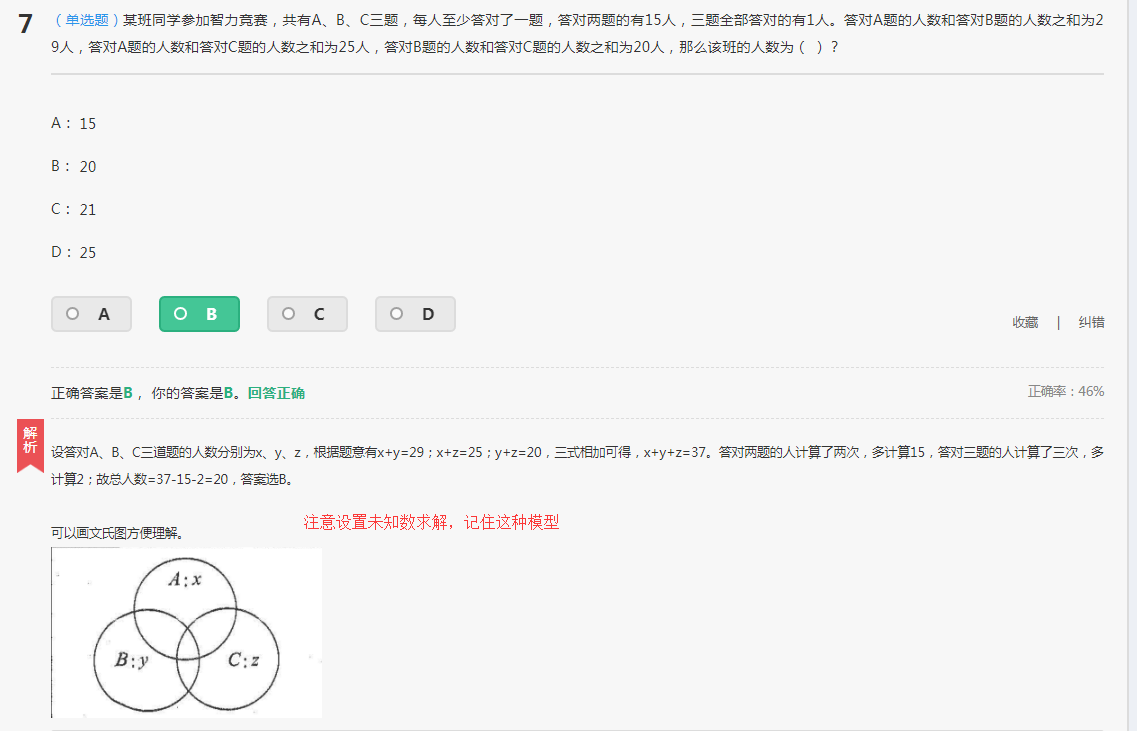 7 （单选题）某班同学参加智力竞赛，共有A、B、C三题，每人至少答对了一题，答对两题的有15人，三题全部答对的有1人。答对A题的人数和答对B题的人数之和为2
9人，答对A题的人数和答对C题的人数之和为25人，答对B题的人数和答对C题的人数之和为20人，那么该班的人数为（ ）？
A： 15
B： 20
C： 21
D： 25
A B C D
收藏 | 纠错
正确答案是B， 你的答案是B。回答正确
正确率：46%
解析
设答对A、B、C三道题的人数分别为x、y、z，根据题意有x+y=29；x+z=25；y+z=20，三式相加可得，x+y+z=37。答对两题的人计算了两次，多计算15，答对三题的人计算了三次，多
计算2；故总人数=37-15-2=20，答案选B。
注意设置未知数求解，记住这种模型
可以画文氏图方便理解。
A:x
B:y C:z